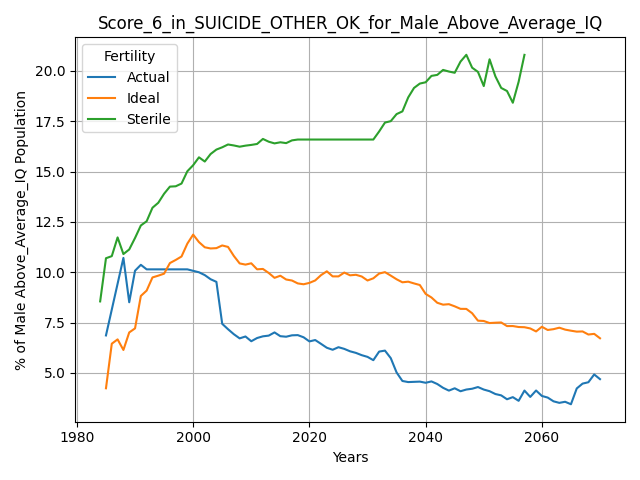 Score_6_in_SUICIDE_OTHER_OK_for_Male_Above_Average_IQ
Fertility
Actual
Ideal
Sterile
% of Male Above_Average_IQ Population
20.0
17.5
15.0
12.5
10.0
7.5
5.0
1980
2000
2020
2040
2060
Years